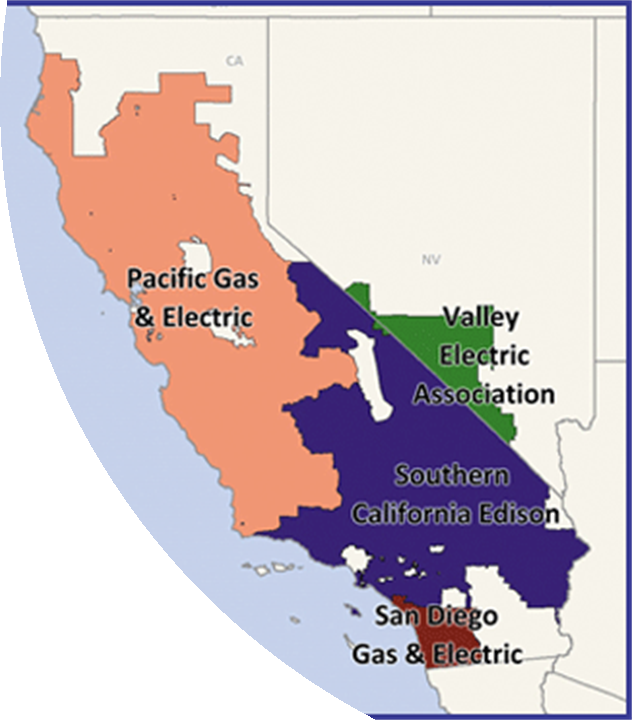 CA
NV
Pacific Gas
& Electric
Valley
Electric
Association
Southern
California Edison
San Diego
Gas & Electric